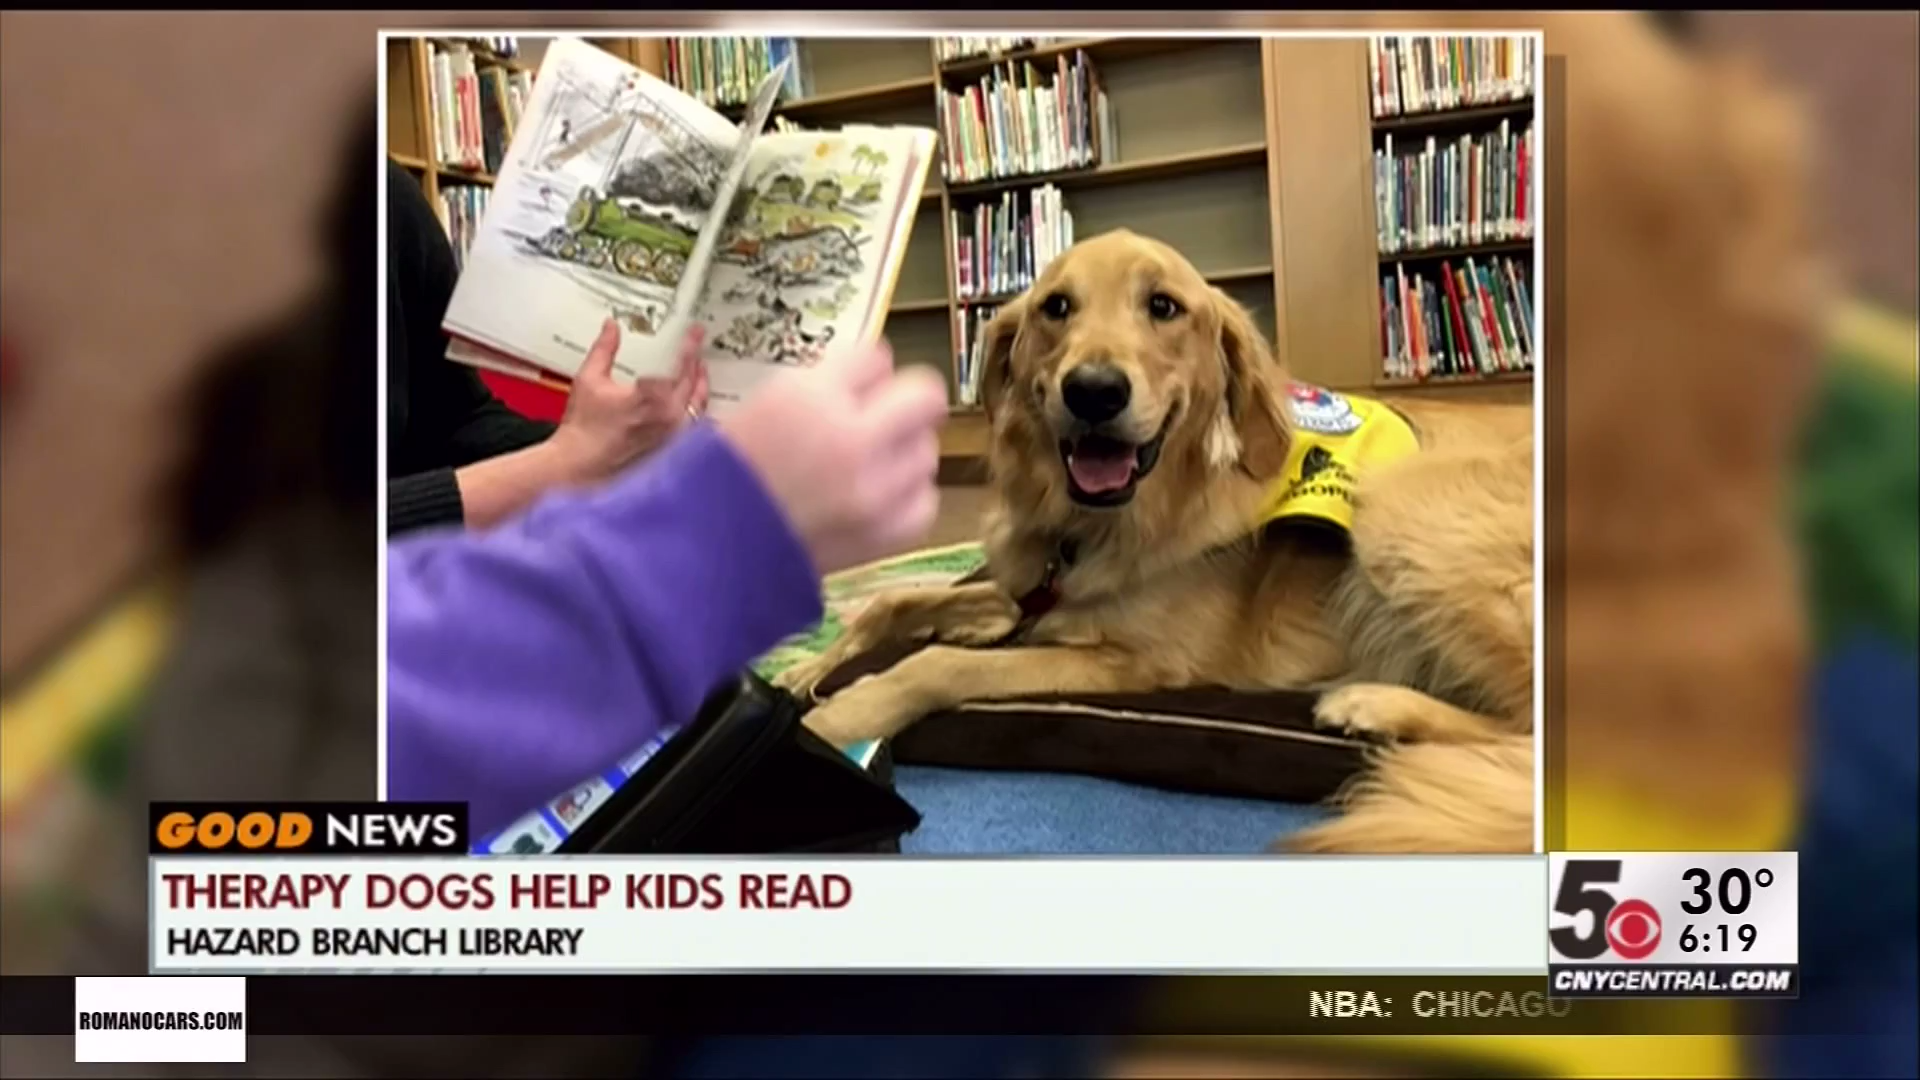 GOOD NEWS
THERAPY DOGS HELP KIDS READ
HAZARD BRANCH LIBRARY
5
30°
6:19
CNYCENTRAL.COM
ROMANOCARS.COM
NBA: CHICAGO